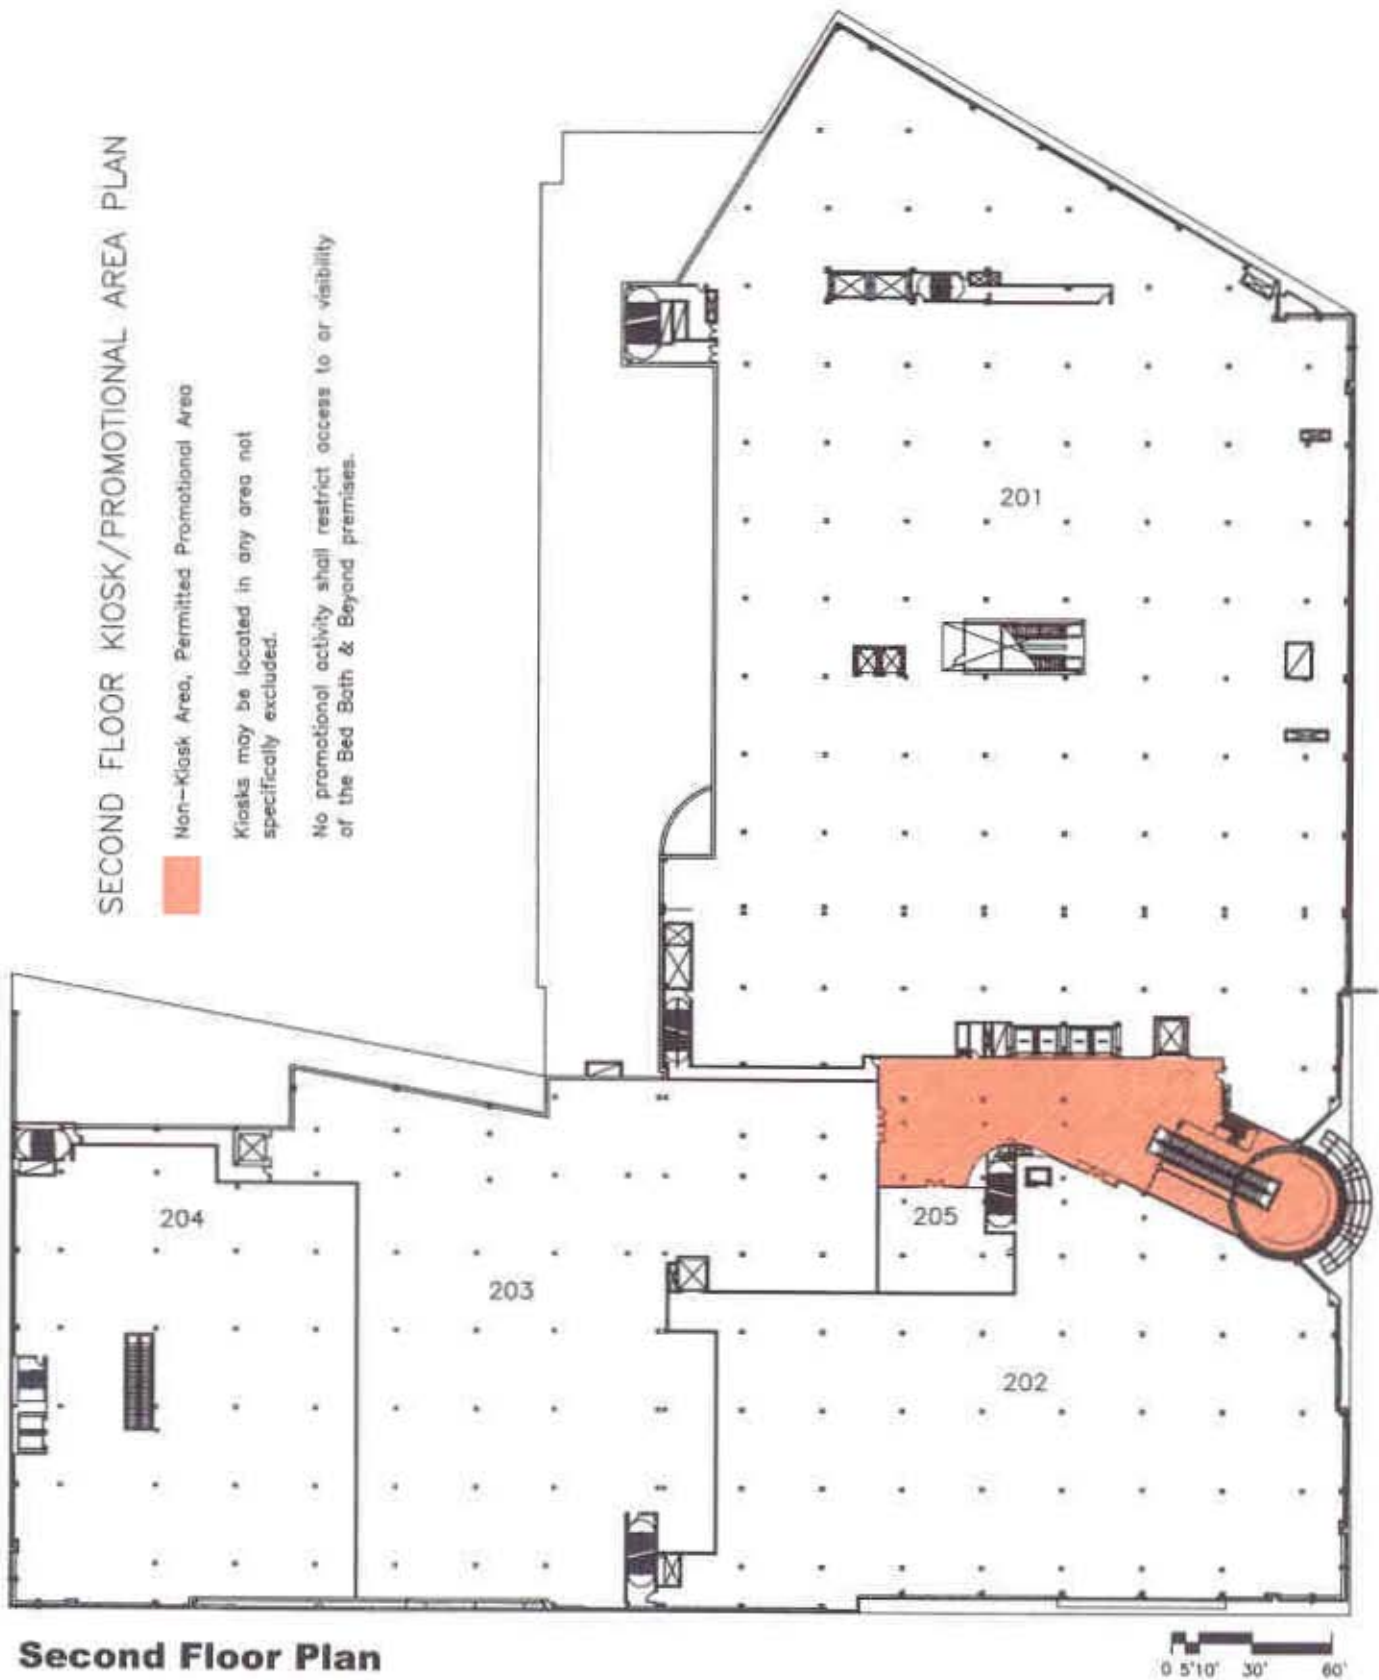 SECOND FLOOR KIOSK/PROMOTIONAL AREA PLAN
Non-Kiosk Area, Permitted Promotional Area
Kiosks may be located in any area not
specifically excluded.
No promotional activity shall restrict access to or visibility
of the Bed Bath & Beyond premises.
201
204
205
203
202
Second Floor Plan
0 5'10' 30' 60'